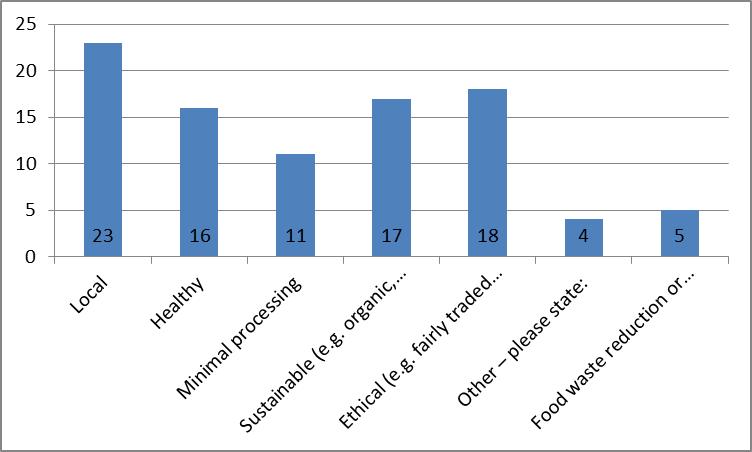 25
20
15
10
5
0
23
16
11
17
18
4
5
Local
Healthy
Minimal processing
Sustainable (e.g. organic,...
Ethical (e.g. fairly traded...
Other – please state:
Food waste reduction or...